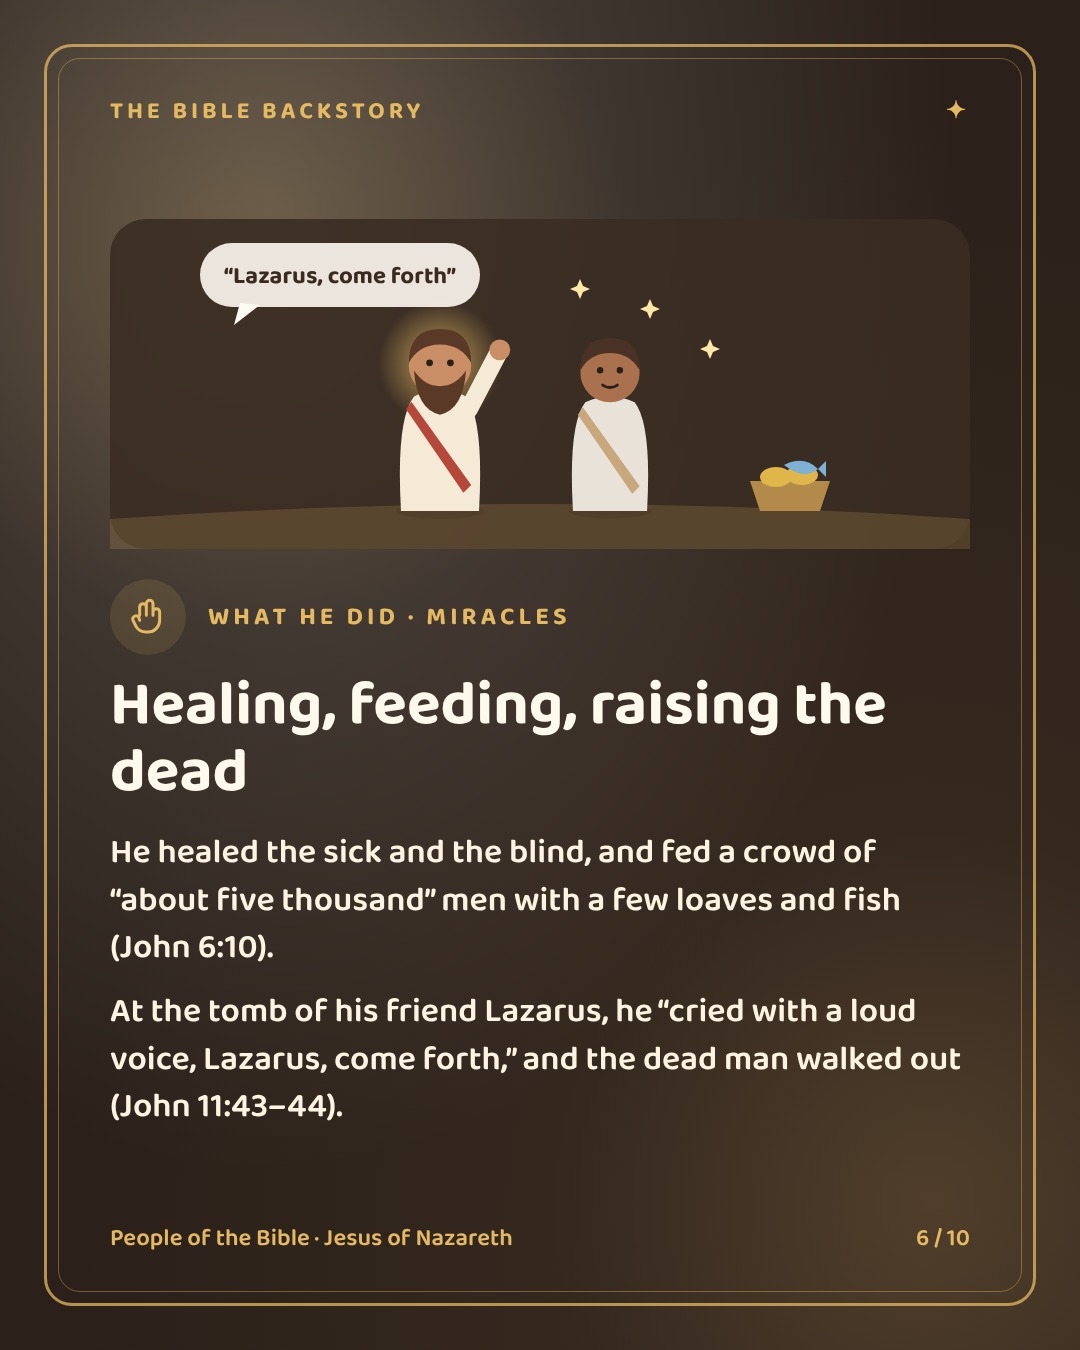 THE BIBLE BACKSTORY
“Lazarus, come forth”
WHAT HE DID · MIRACLES
Healing, feeding, raising the
dead
He healed the sick and the blind, and fed a crowd of
“about five thousand” men with a few loaves and fish
(John 6:10).
At the tomb of his friend Lazarus, he “cried with a loud
voice, Lazarus, come forth,” and the dead man walked out
(John 11:43–44).
People of the Bible · Jesus of Nazareth
6 / 10